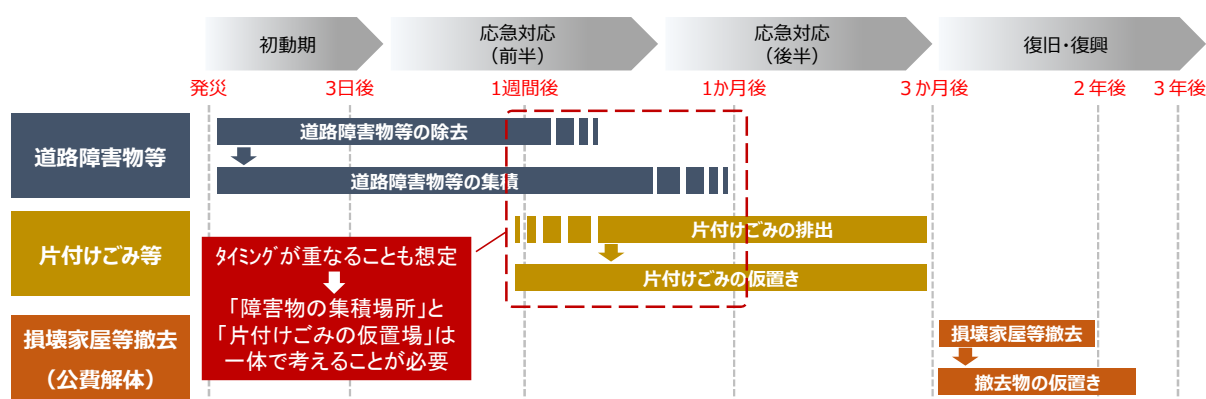 初動期
応急対応
(前半)
応急対応
(後半)
復旧・復興
発災
3日後
1週間後
1か月後
３か月後
２年後
３年後
道路障害物等
道路障害物等の除去
道路障害物等の集積
片付けごみ等
片付けごみの排出
片付けごみの仮置き
ﾀｲﾐﾝｸﾞが重なることも想定
「障害物の集積場所」と
「片付けごみの仮置場」は
一体で考えることが必要
損壊家屋等撤去
（公費解体）
損壊家屋等撤去
撤去物の仮置き